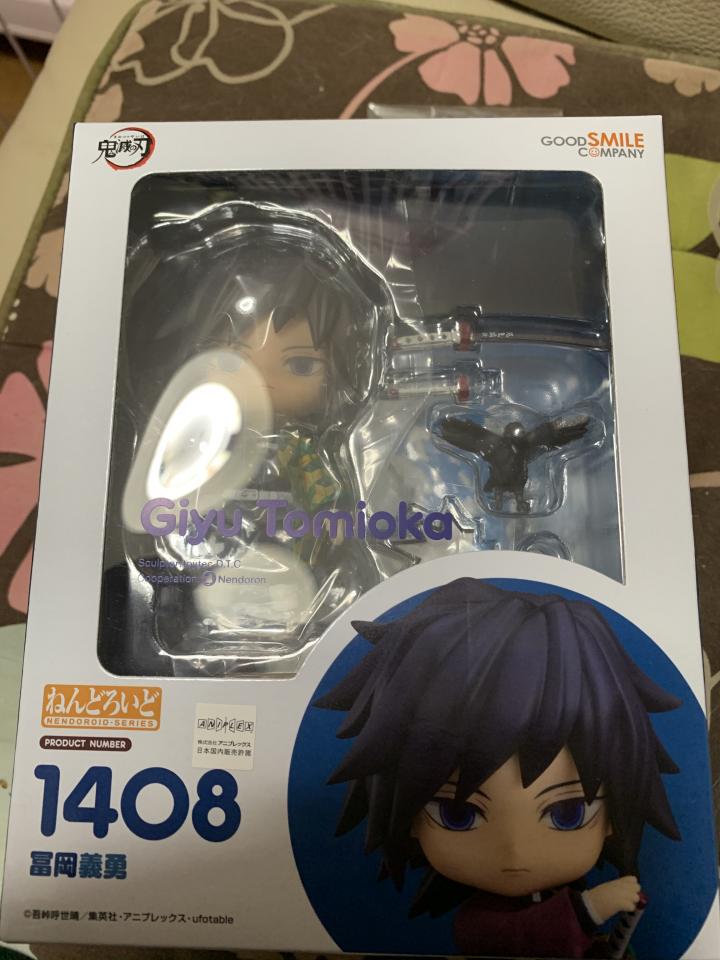 鬼滅の刃
GOOD SMILE
COMPANY
Giyu Tomioka
D.T.C
Cooperation: Nendoron
ねんどろいど
NENDOROID-SERIES
PRODUCT NUMBER
1408
冨岡義勇
ANIPLEX
株式会社 アニプレックス
日本国内販売許諾
©吾峠呼世晴／集英社・アニプレックス・ufotable